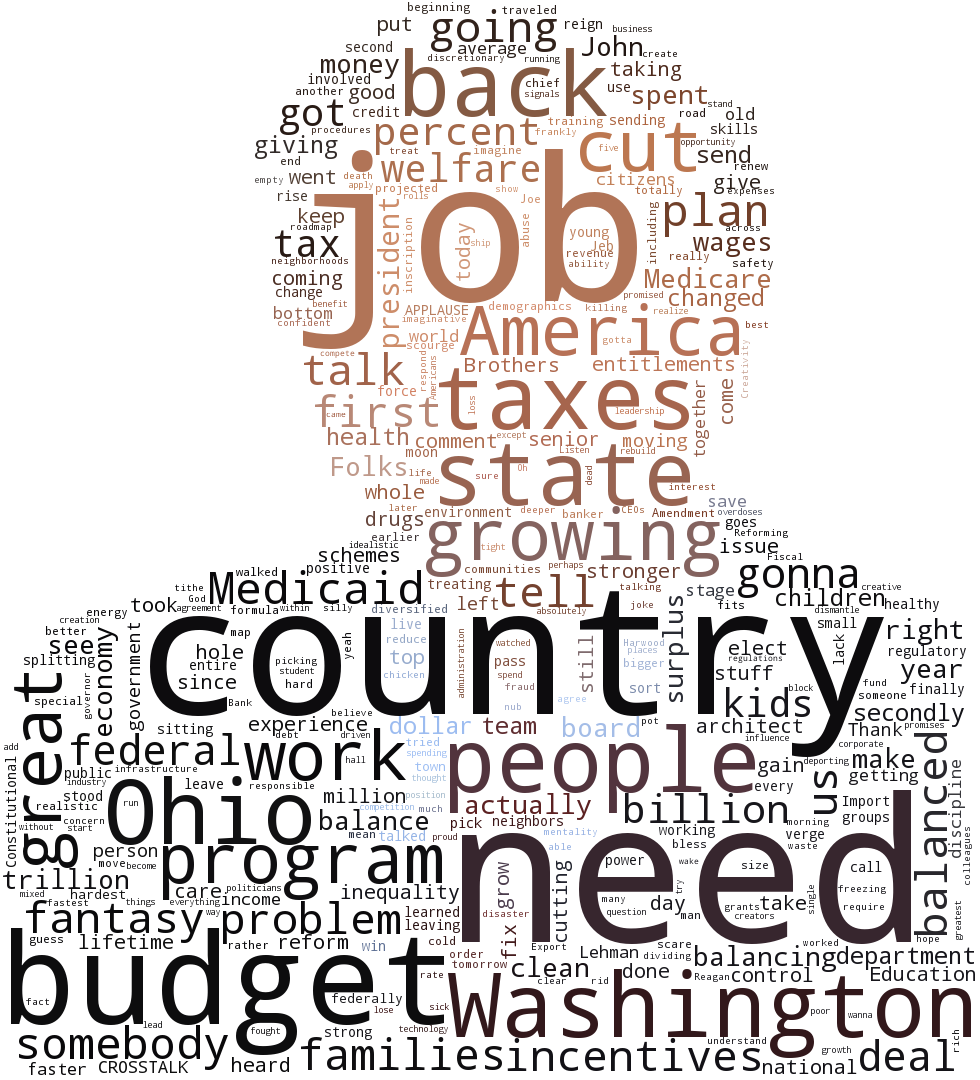 beginning traveled
put going reign business
second average John create
money discretionary running taking
involved back chief use spent
another good signals stand
got credit training sending road old
procedures percent frankly cut skills
giving treat imagine five send opportunity
end welfare citizens renew
empty went death apply projected show totally give expenses
rise rolls Joe plan
keep job young including across
roadmap president inscription today ship abuse Jeb wages
tax revenue really
neighborhoods ability safety
coming Medicare
change benefit demographics killing promised changed
bottom APPLAUSE realize
confident imaginative America best
world gotta
compete scourge Brothers entitlements Creativity
talk respond Americans
force taxes together come
first came loss leadership
health comment except senior moving
moon Listen rebuild
Folks life state Oh dead
made sure interest
whole save
later environment deeper banker CEOs Amendment overdoses
drugs goes
earlier growing Reforming
idealistic tight issue
schemes perhaps Fiscal
walked positive communities stronger gonna
tithe Medicaid treating tell talking stage creative
God children
energy took agreement formula within silly diversified left absolutely joke fits dismantle healthy
creation country surplus small
better map yeah live watched Harwood right
see economy government hole reduce administration pass still places elect regulations lack regulatory
splitting entire picking top spend bigger year
since student chicken fraud stuff block fund
special governor hard nub agree sort kids someone finally
Bank believe secondly
sitting experience dollar team board pot architect Thank promises
great federal work debt driven tried people influence corporate
add hall spending gain us make balanced
public infrastructure town deporting
Constitutional stood industry leave responsible thought every getting discipline
realistic million position actually billion Import
without concern run Ohio balance competition much neighbors morning groups
start mean talked proud pick mentality working verge
person able bless waste colleagues
move become program need
trillion care politicians inequality power wake size call
mixed hardest income grow cutting freezing
fastest things everything many day try grants take single require
fantasy way problem learned disaster question man creators greatest
guess leaving fix hope
lifetime rather reform win cold Export Lehman scare worked
order dividing balancing department
budget tomorrow clean clear rid done Reagan control Education
rate
fact federally sick Washington poor
lose wanna
lead fought strong technology rich
somebody understand
families incentives growth deal
faster CROSSTALK heard national